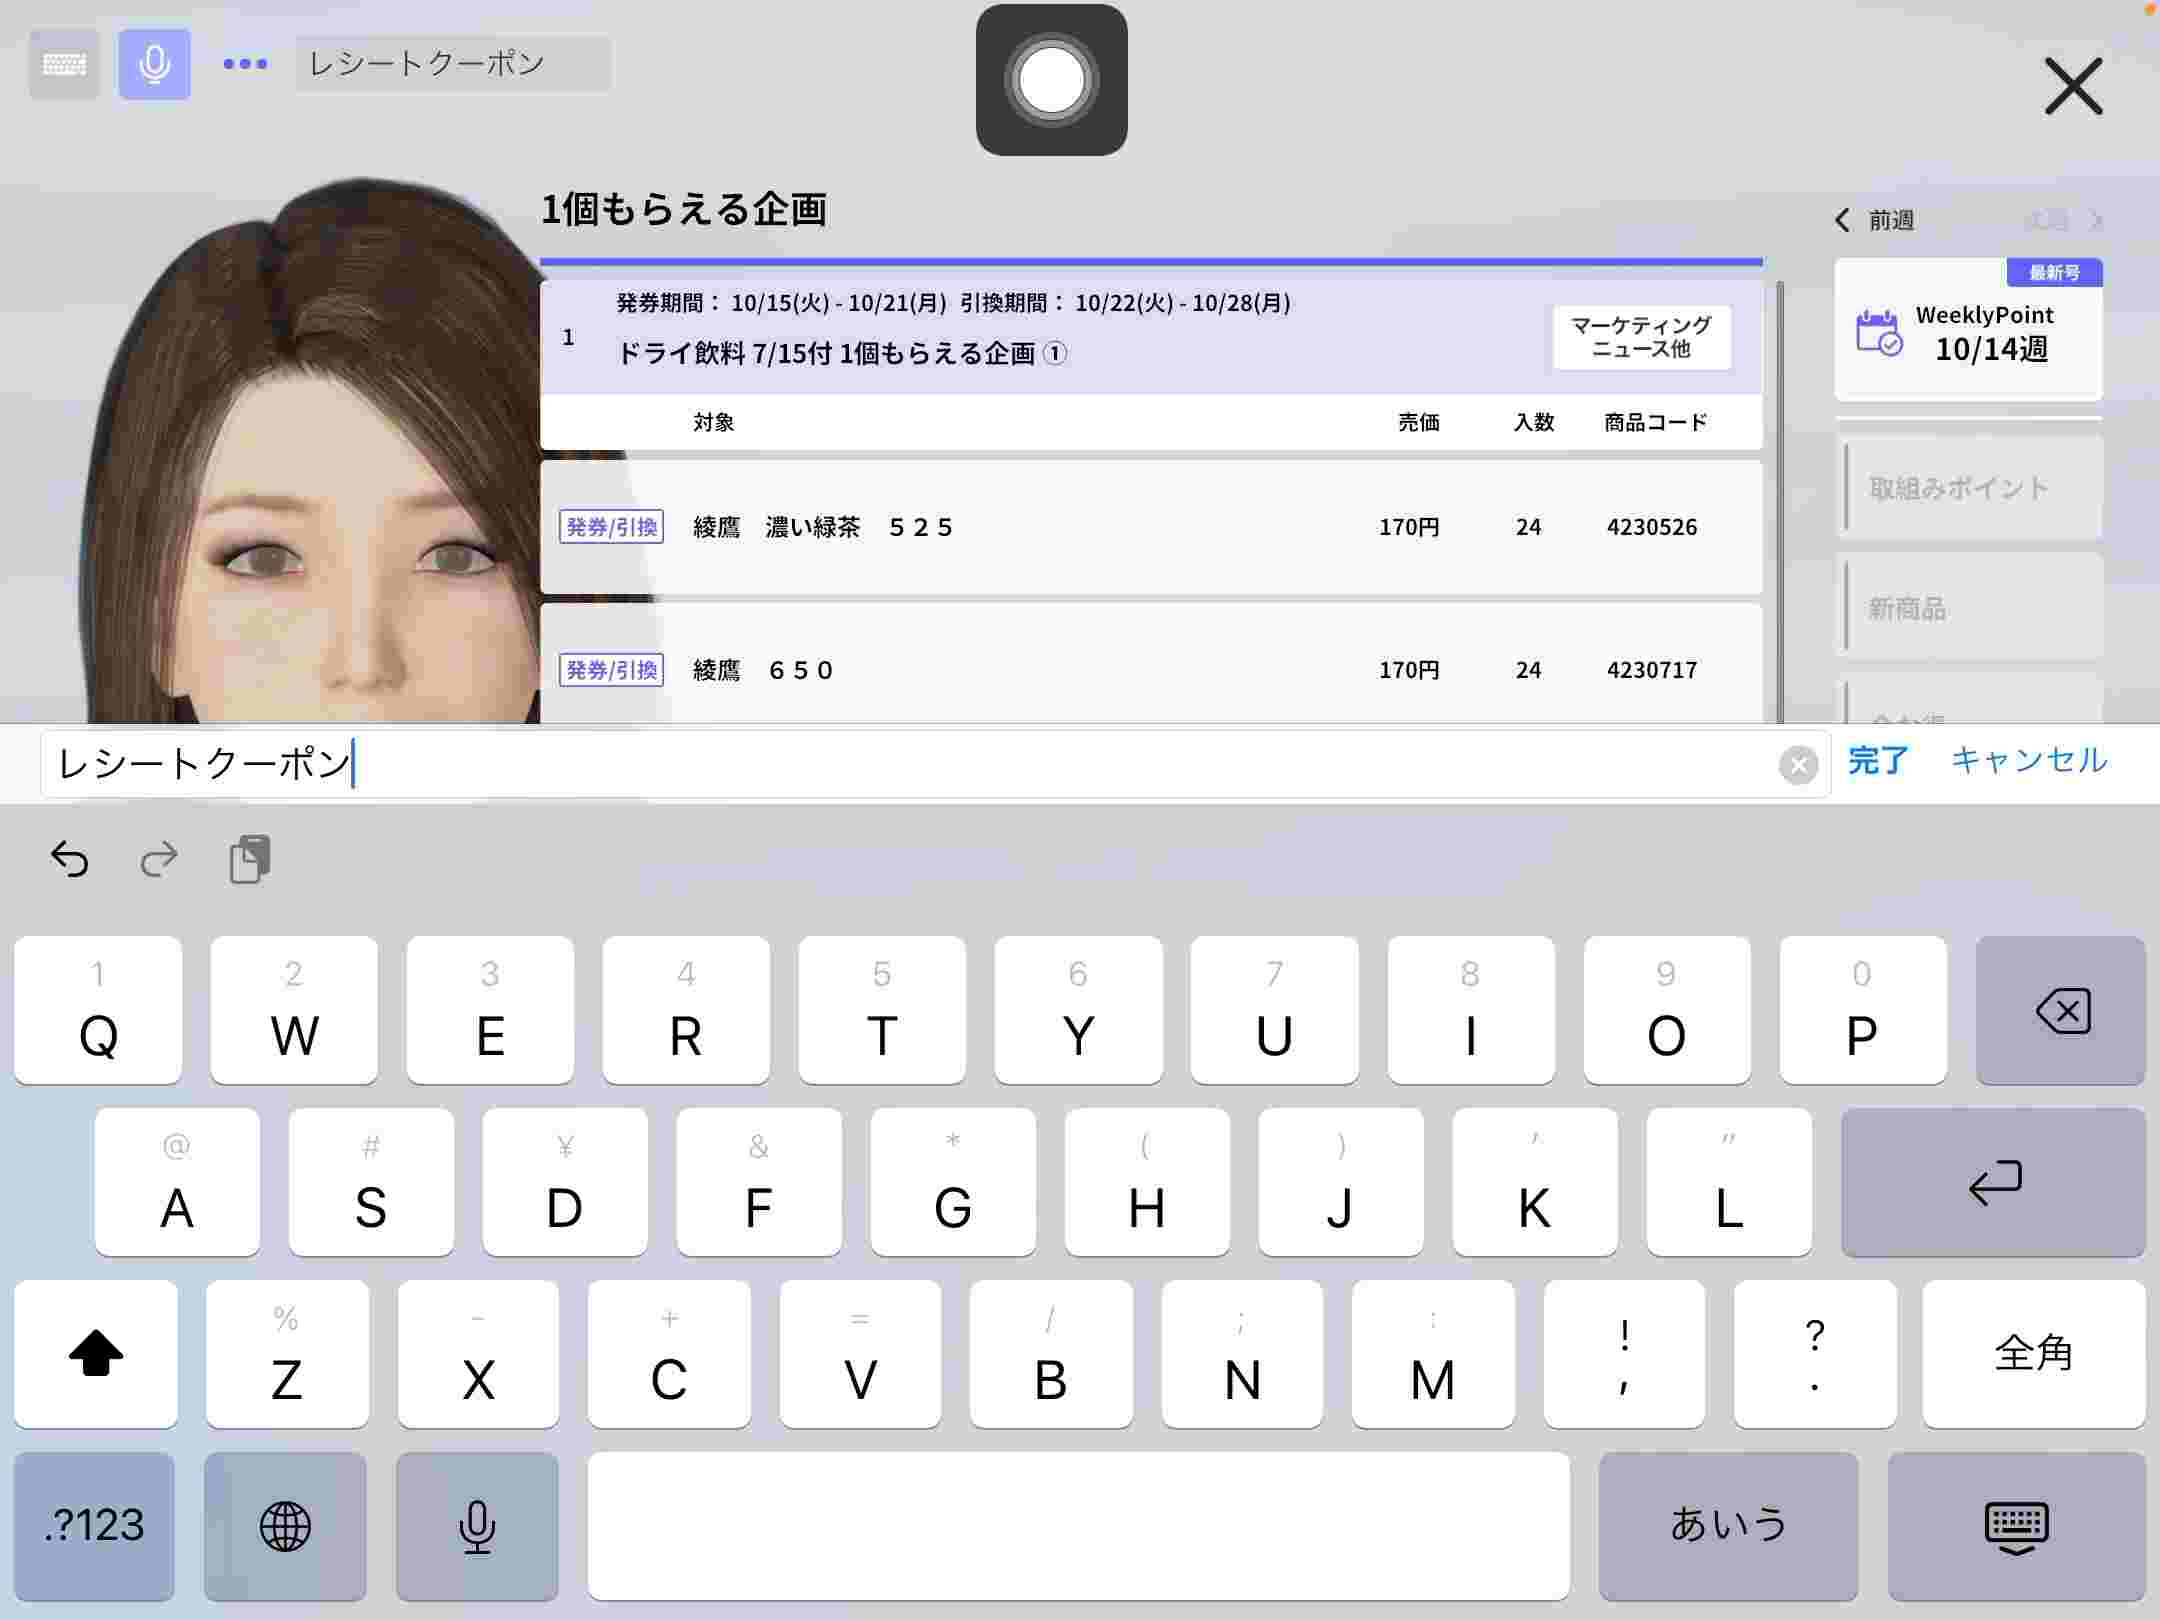 レシートクーポン
1個もらえる企画
前週
次週
最新号
WeeklyPoint
10/14週
発券期間： 10/15(火) - 10/21(月) 引換期間： 10/22(火) - 10/28(月)
1
ドライ飲料 7/15付 1個もらえる企画 ①
マーケティング
ニュース他
対象 売価 入数 商品コード
発券/引換 綾鷹 濃い緑茶 ５２５ 170円 24 4230526
発券/引換 綾鷹 ６５０ 170円 24 4230717
取組みポイント
新商品
レシートクーポン 完了 キャンセル
1 2 3 4 5 6 7 8 9 0
Q W E R T Y U I O P
@ # ¥ & * ( ) ' "
A S D F G H J K L
% - + = / ; : ! ?
Z X C V B N M , . 全角
.?123 あいう